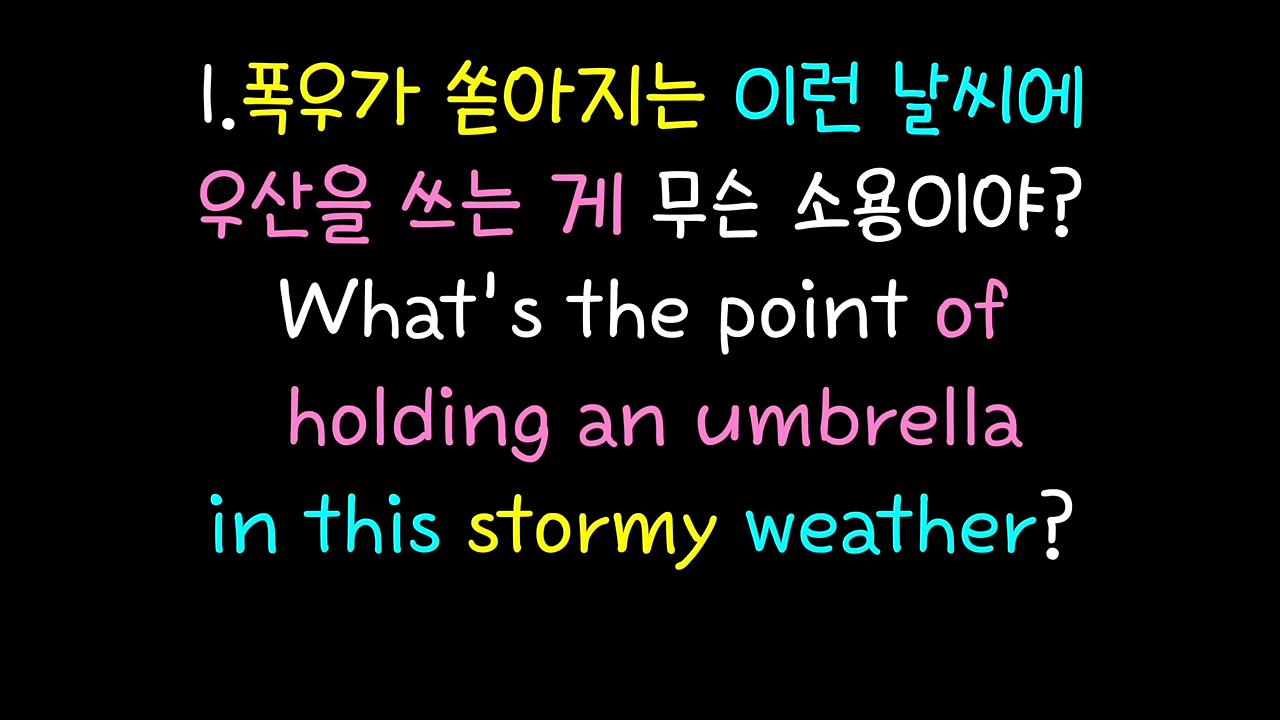 1.폭우가 쏟아지는 이런 날씨에
우산을 쓰는 게 무슨 소용이야?
What's the point of
holding an umbrella
in this stormy weather?